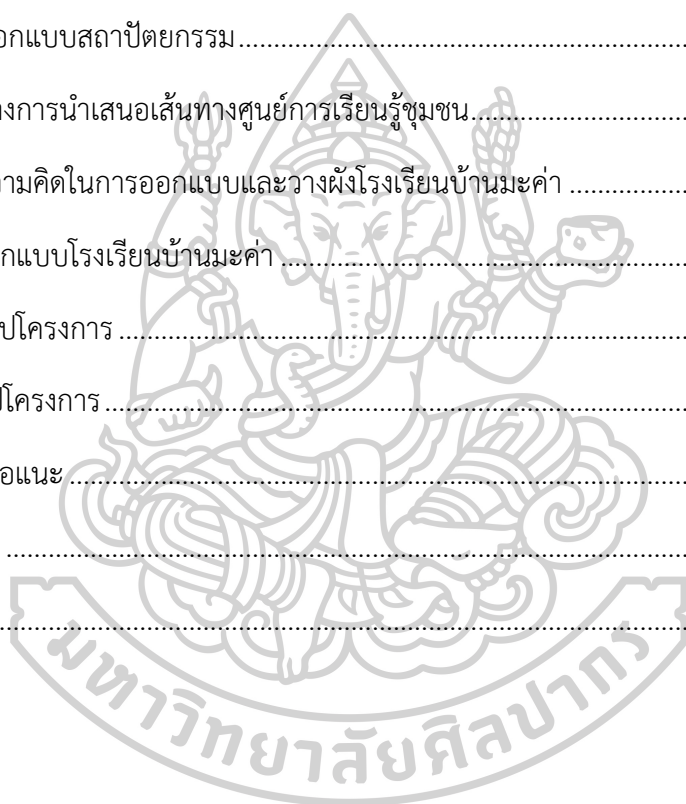 อกแบบสถาปัตยกรรม........................................................
งการนำเสนอเส้นทางศูนย์การเรียนรู้ชุมชน..........................
ามคิดในการออกแบบและวางผังโรงเรียนบ้านมะค่า ................
กแบบโรงเรียนบ้านมะค่า ...................................................
ปโครงการ ........................................................................
โครงการ ..........................................................................
อแนะ ..............................................................................
.......................................................................................
.......................................................................................
มหาวิทยาลัยศิลปากร